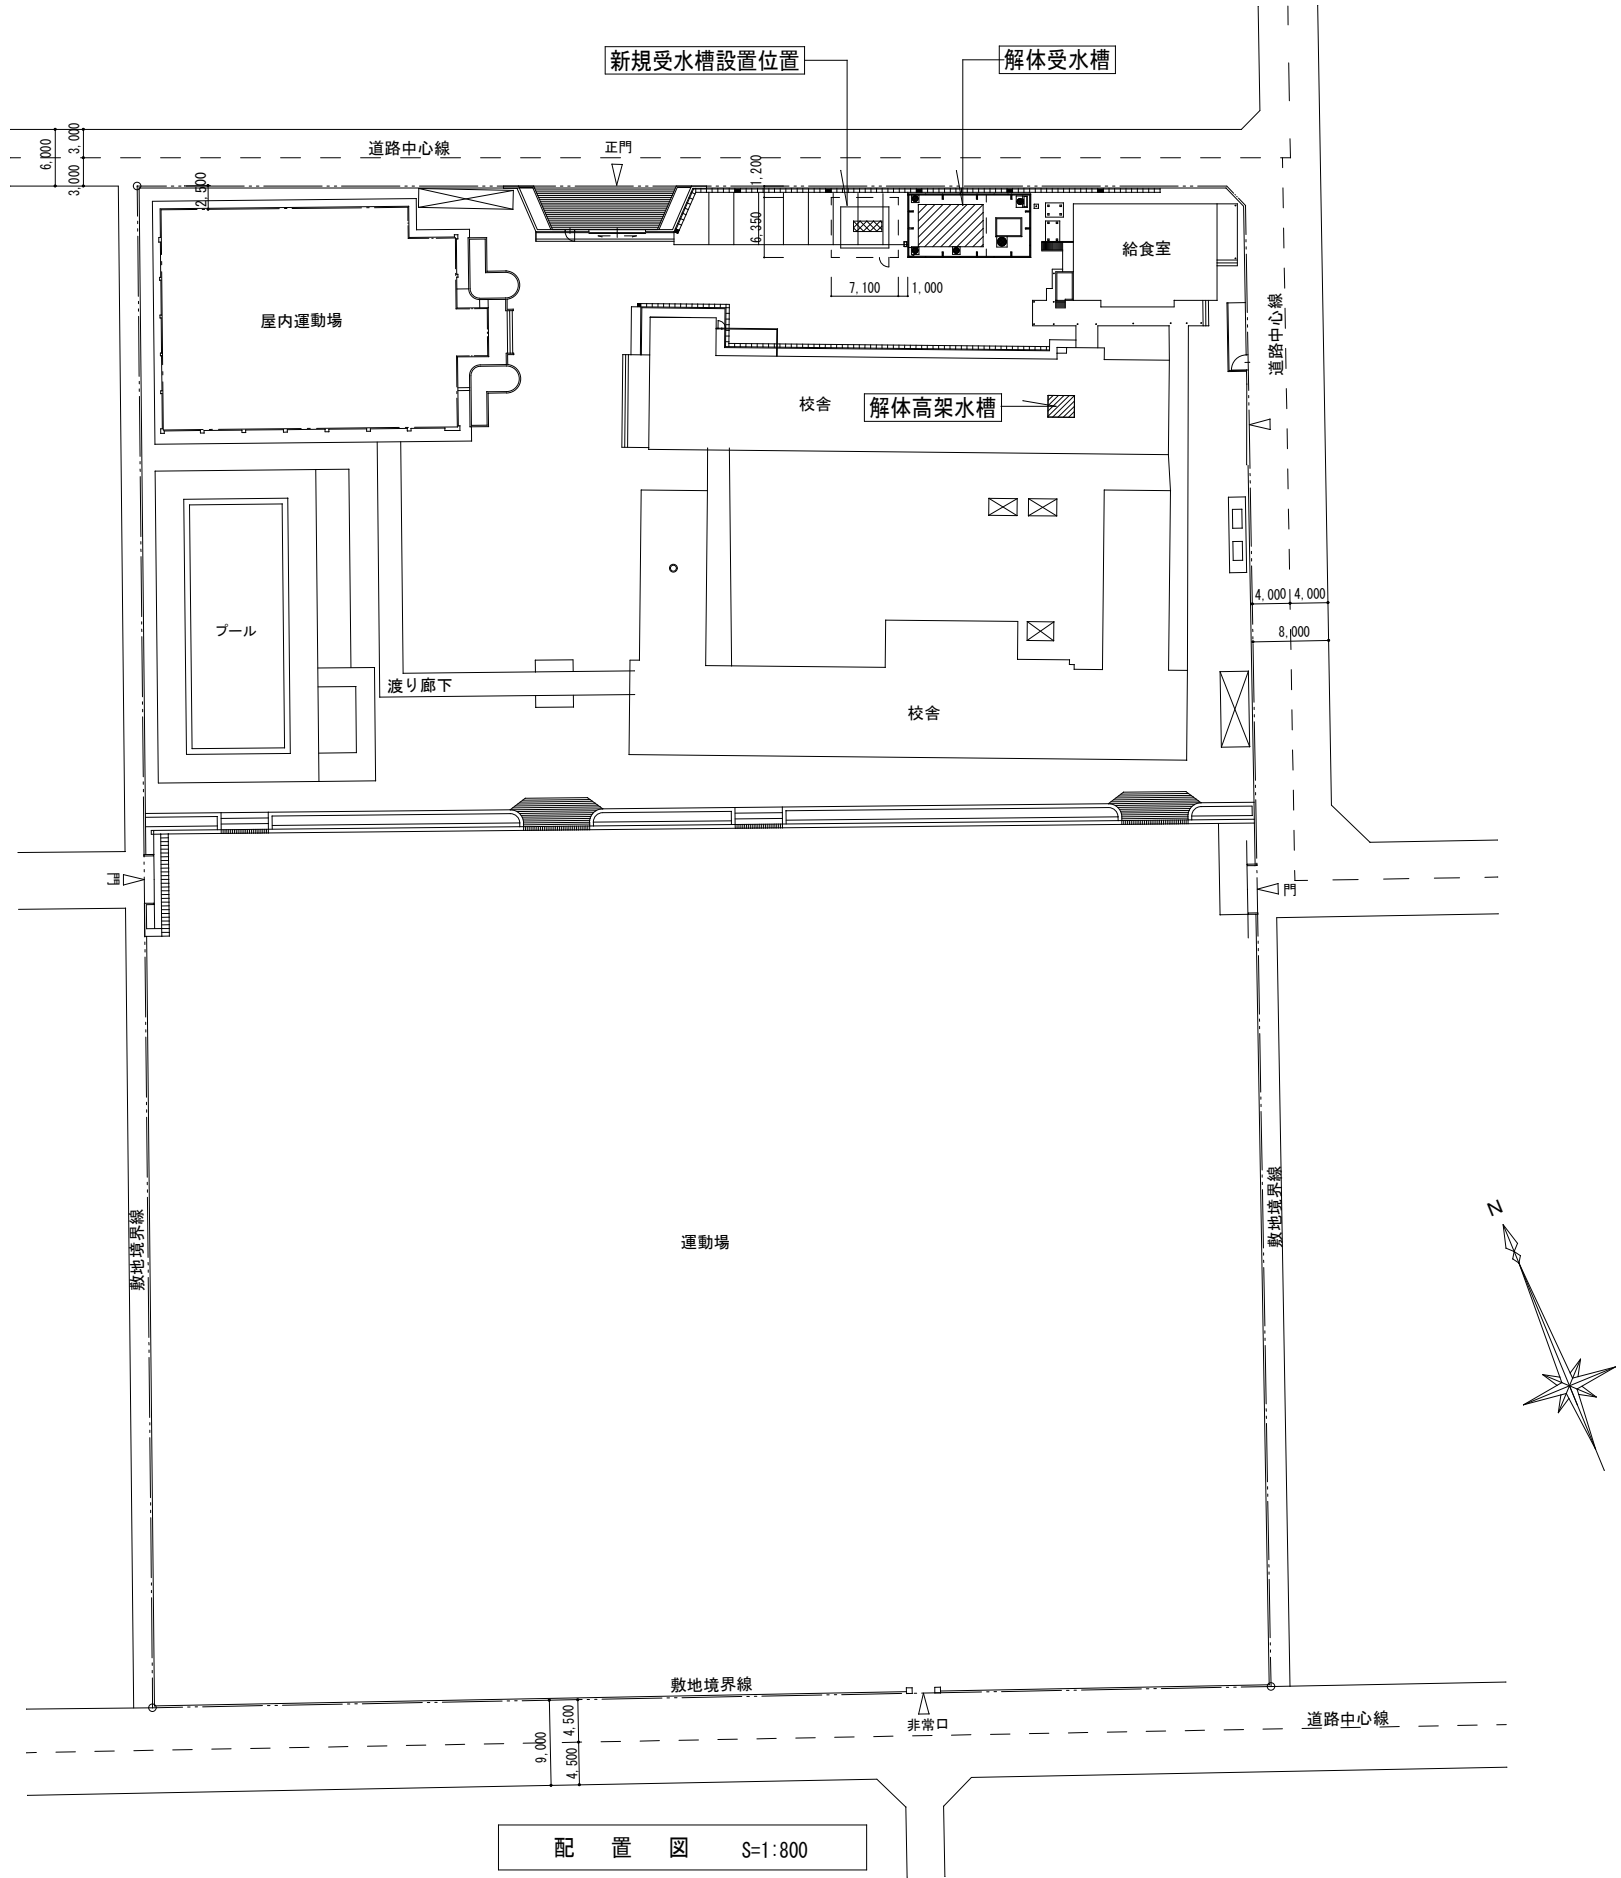 新規受水槽設置位置
解体受水槽
6,000
3,000
3,000
道路中心線
正門
2,500
1,200
6,350
7,100
1,000
給食室
屋内運動場
道路中心線
校舎
解体高架水槽
4,000
4,000
8,000
プール
渡り廊下
校舎
門
門
敷地境界線
敷地境界線
運動場
N
敷地境界線
非常口
道路中心線
9,000
4,500
4,500
配 置 図 S=1:800